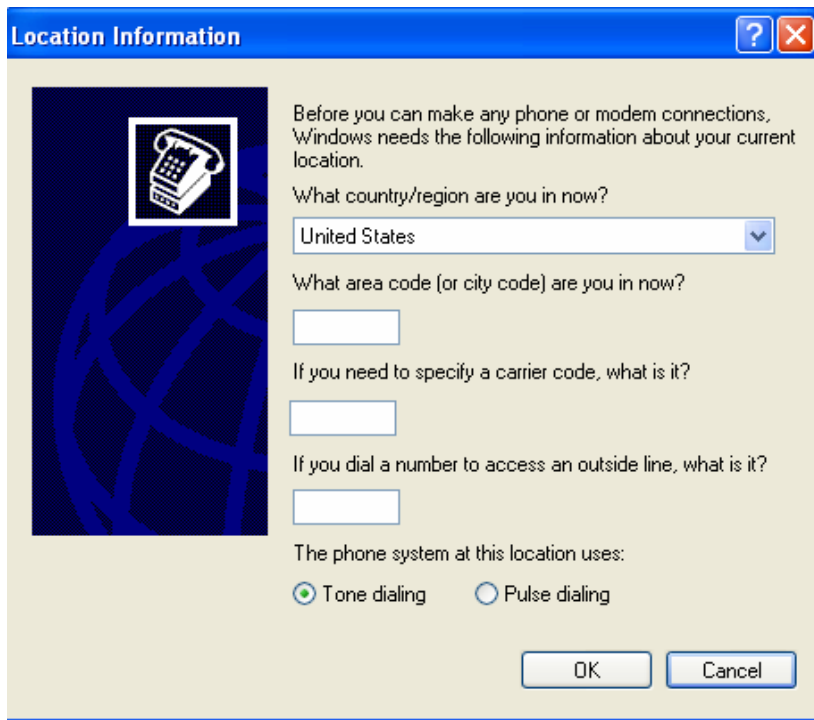 Location Information
Before you can make any phone or modem connections,
Windows needs the following information about your current
location.
What country/region are you in now?
United States
What area code (or city code) are you in now?
If you need to specify a carrier code, what is it?
If you dial a number to access an outside line, what is it?
The phone system at this location uses:
Tone dialing Pulse dialing
OK Cancel